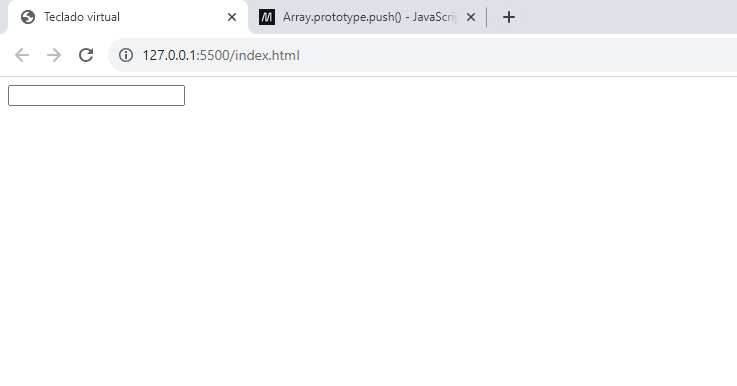 Teclado virtual
Array.prototype.push() - JavaScrip
127.0.0.1:5500/index.html